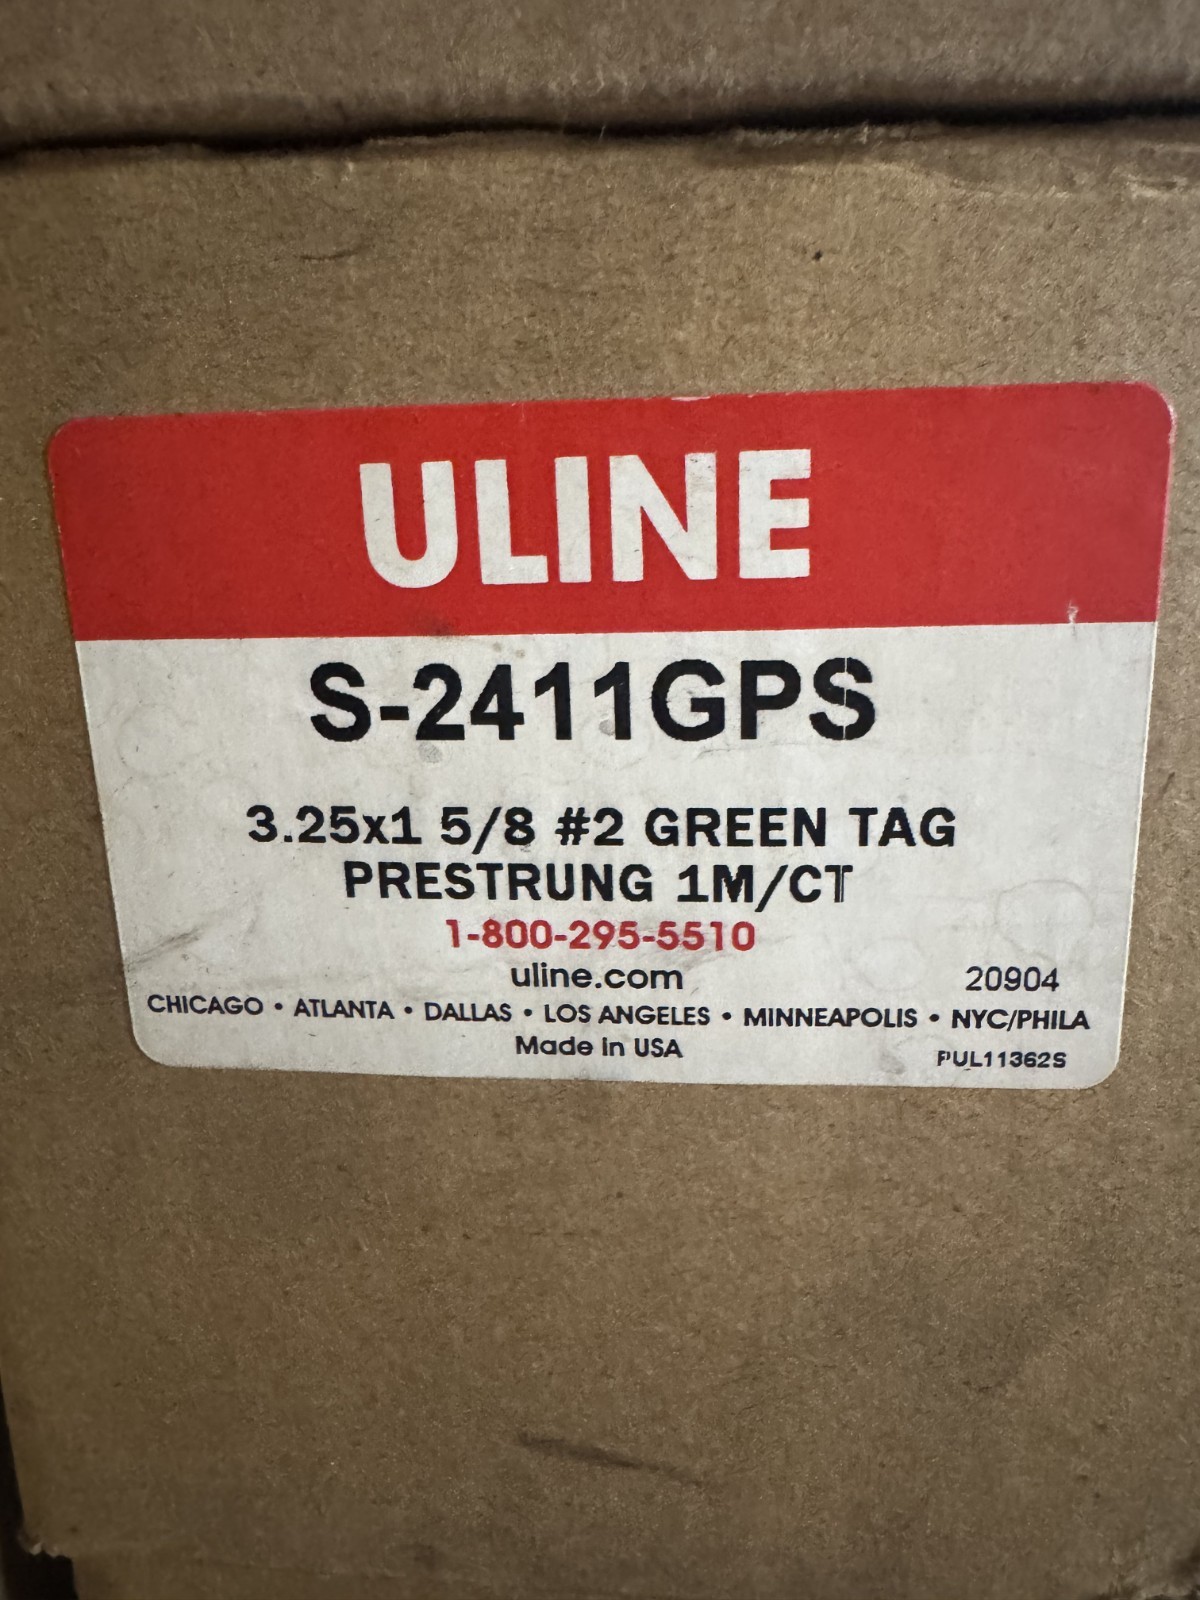 ULINE
S-2411GPS
3.25x1 5/8 #2 GREEN TAG
PRESTRUNG 1M/CT
1-800-295-5510
uline.com
20904
CHICAGO • ATLANTA • DALLAS • LOS ANGELES • MINNEAPOLIS • NYC/PHILA
Made in USA
PUL11362S